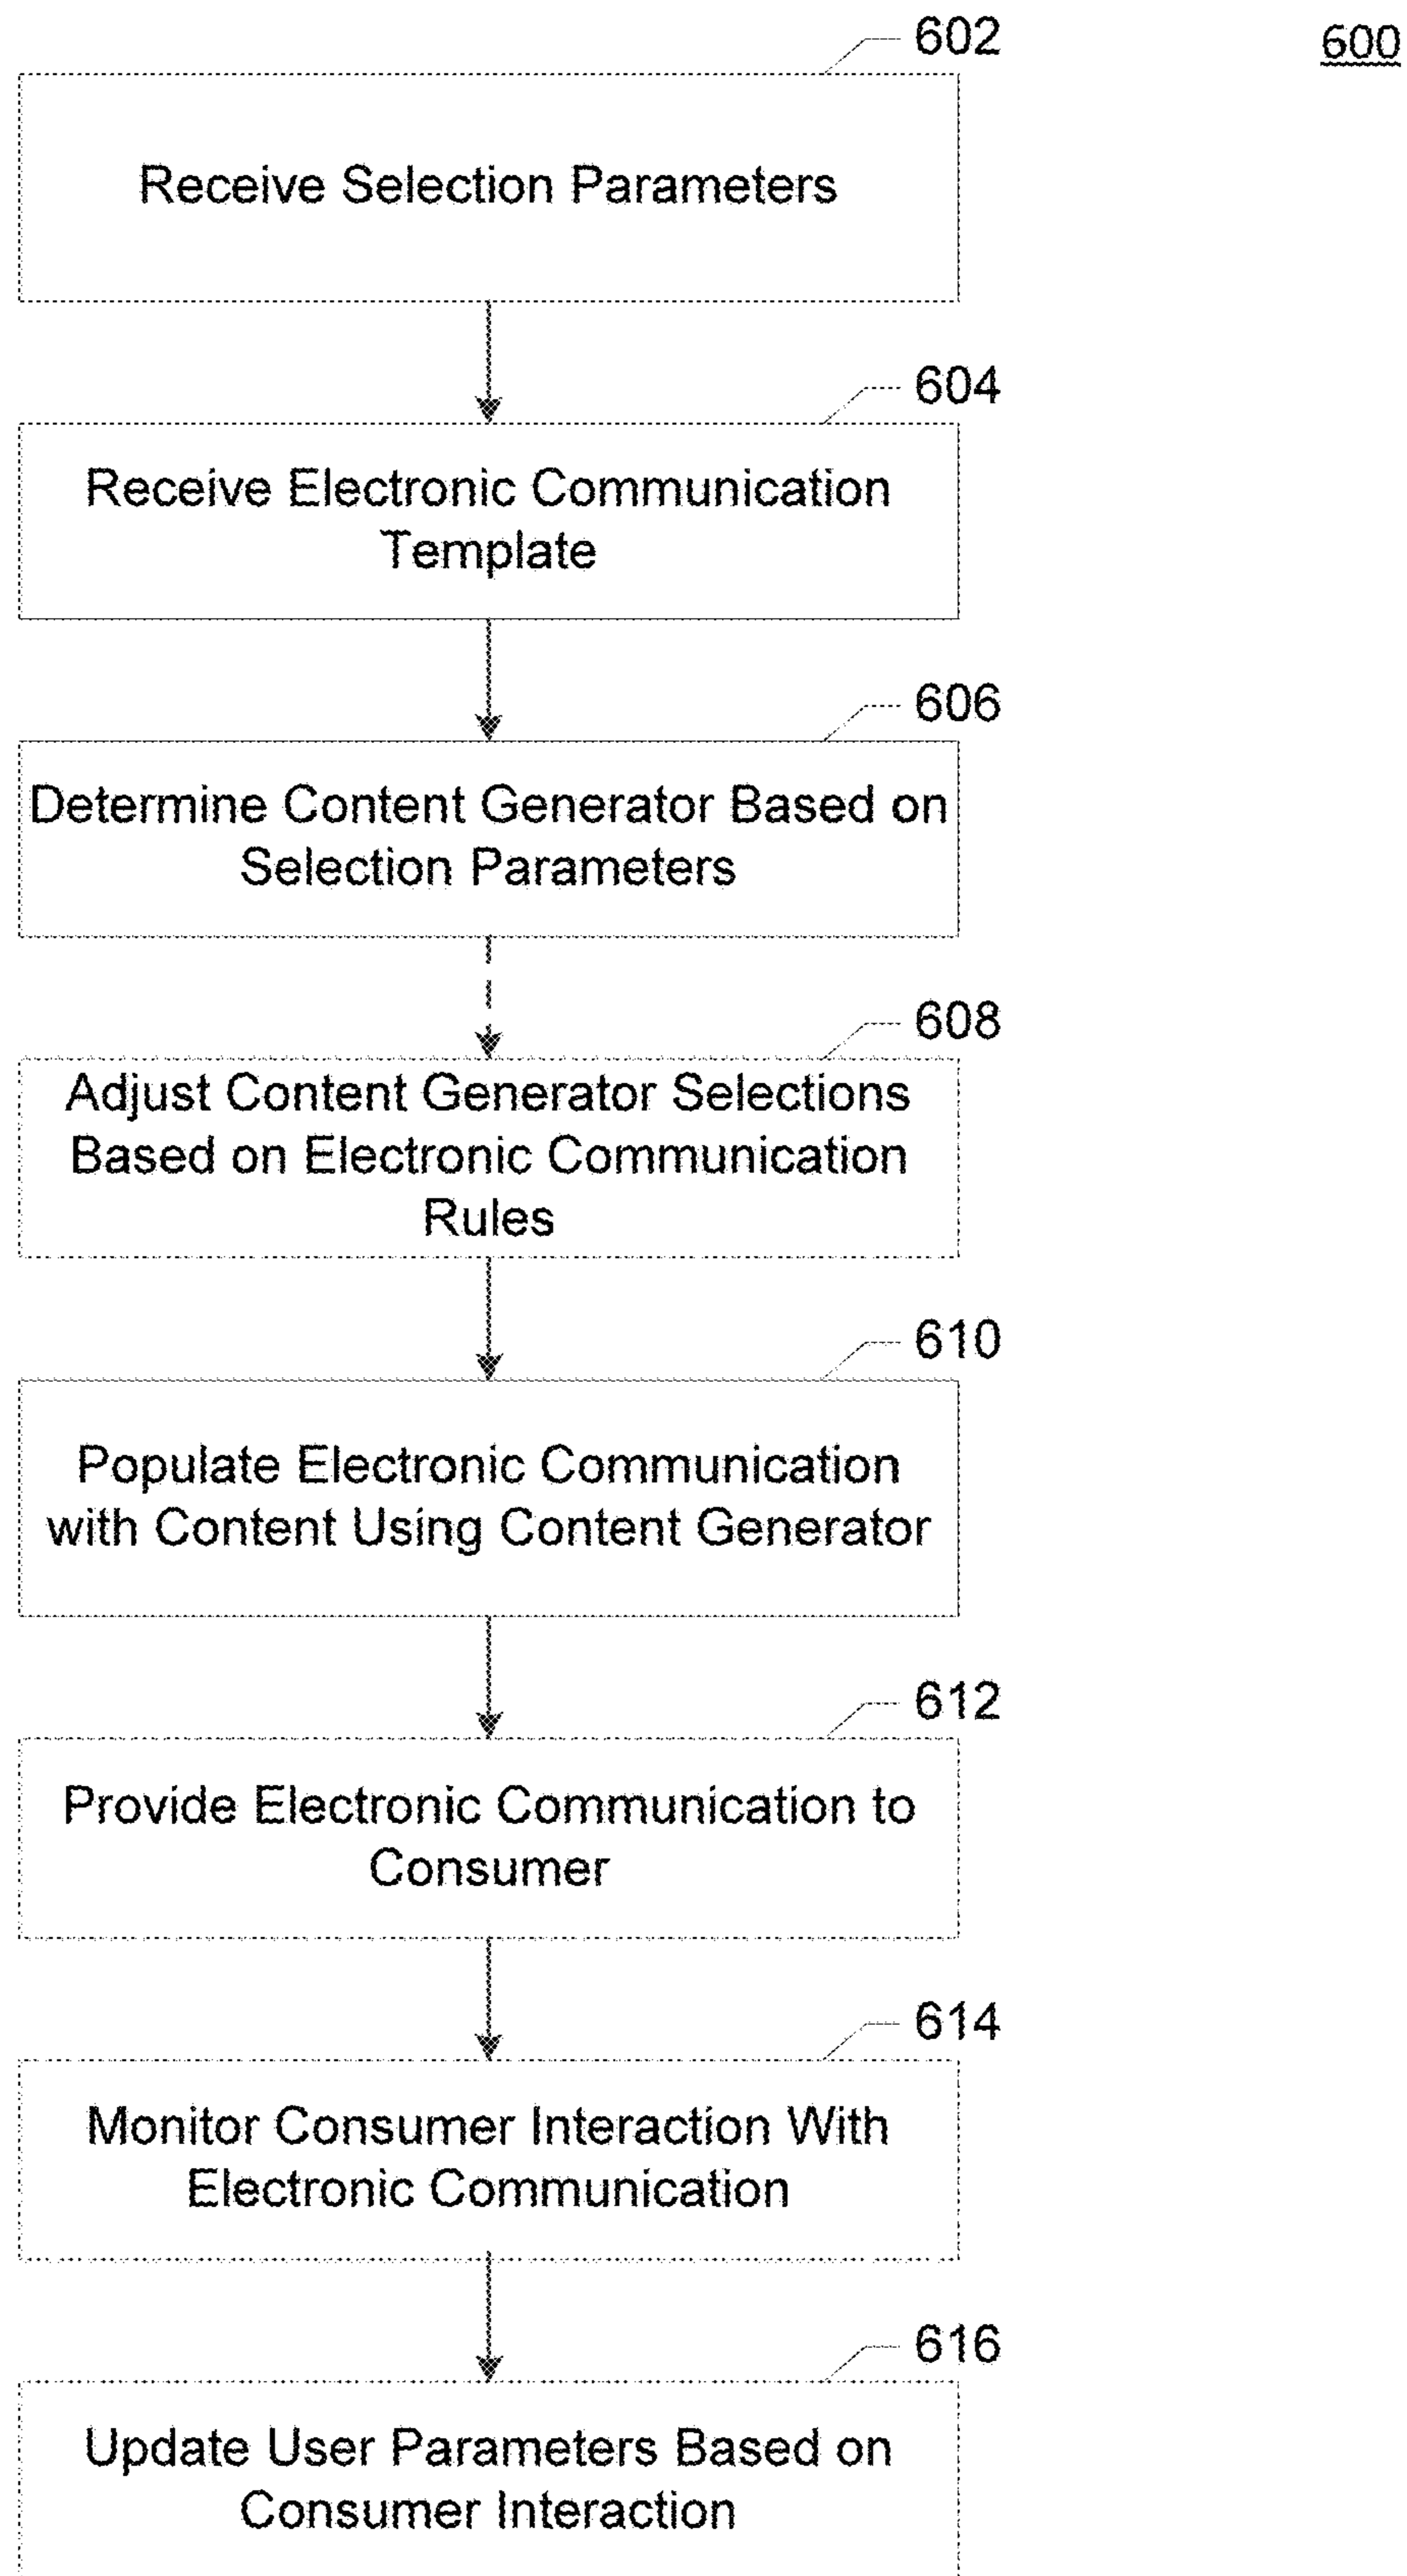 602
600
Receive Selection Parameters
604
Receive Electronic Communication
Template
606
Determine Content Generator Based on
Selection Parameters
608
Adjust Content Generator Selections
Based on Electronic Communication
Rules
610
Populate Electronic Communication
with Content Using Content Generator
612
Provide Electronic Communication to
Consumer
614
Monitor Consumer Interaction With
Electronic Communication
616
Update User Parameters Based on
Consumer Interaction